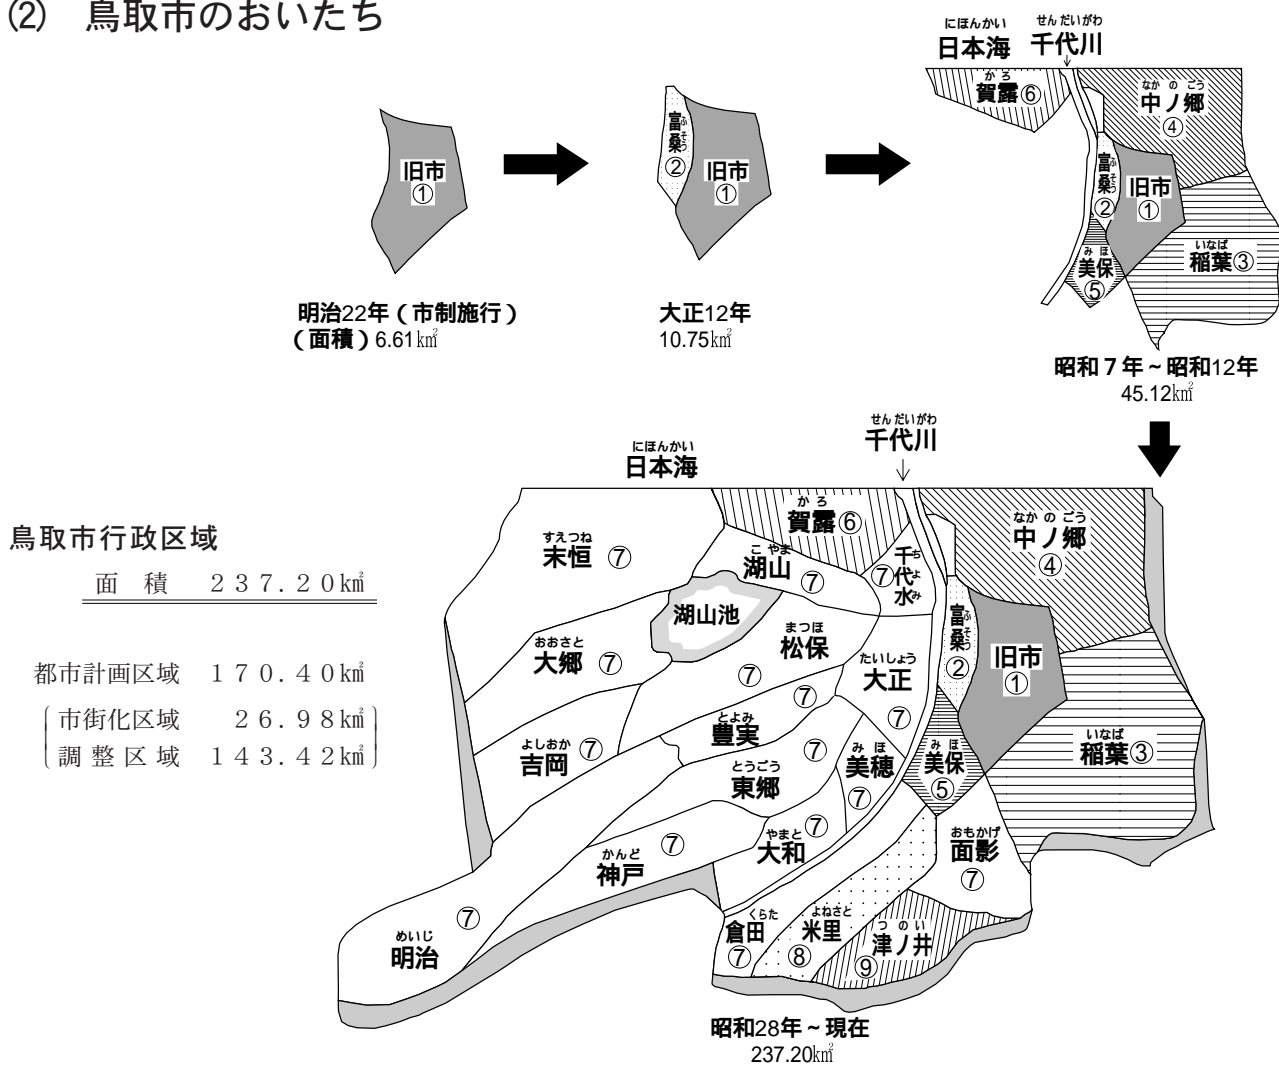 (2) 鳥取市のおいたち
旧市
①
明治22年(市制施行)
(面積)6.61㎢
富桑
ふそう
②
旧市
①
大正12年
10.75㎢
にほんかい
日本海
せんだいがわ
千代川
かろ
賀露⑥
なかのごう
中ノ郷
④
富桑
ふそう
②
旧市
①
いなば
稲葉③
みほ
美保
⑤
昭和7年~昭和12年
45.12㎢
せんだいがわ
千代川
にほんかい
日本海
鳥取市行政区域
面 積 237.20㎢
都市計画区域 170.40㎢
市街化区域 26.98㎢
調整区域 143.42㎢
すえつね
末恒⑦
かろ
賀露⑥
こやま
湖山⑦
⑦千代水
ちよみ
なかのごう
中ノ郷
④
湖山池
おおさと
大郷⑦
まつほ
松保
⑦
たいしょう
大正
⑦
富桑
ふそう
②
旧市
①
よしおか
吉岡⑦
とよみ
豊実
⑦
とうごう
東郷
みほ
美穂
⑦
みほ
美保
⑤
いなば
稲葉③
かんど
神戸
⑦
やまと
大和
⑦
おもかげ
面影
⑦
めいじ
明治
⑦
くらた
倉田
⑦
よねさと
米里
⑧
つのい
津ノ井
⑨
昭和28年~現在
237.20㎢